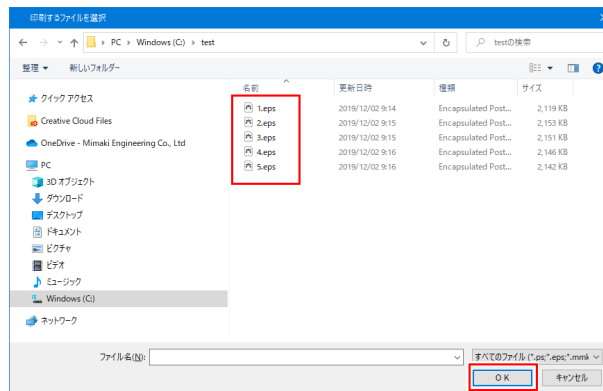 印刷するファイルを選択
PC > Windows (C:) > test
testの検索
整理 新しいフォルダー
名前 更新日時 種類 サイズ
クイック アクセス
Creative Cloud Files
OneDrive - Mimaki Engineering Co., Ltd
PC
3D オブジェクト
ダウンロード
デスクトップ
ドキュメント
ピクチャ
ビデオ
ミュージック
Windows (C:)
ネットワーク
1.eps 2019/12/02 9:14 Encapsulated Post... 2,119 KB
2.eps 2019/12/02 9:15 Encapsulated Post... 2,153 KB
3.eps 2019/12/02 9:15 Encapsulated Post... 2,151 KB
4.eps 2019/12/02 9:16 Encapsulated Post... 2,146 KB
5.eps 2019/12/02 9:16 Encapsulated Post... 2,142 KB
ファイル名(N):
すべてのファイル (*.ps;*.eps;*.mmk
OK キャンセル